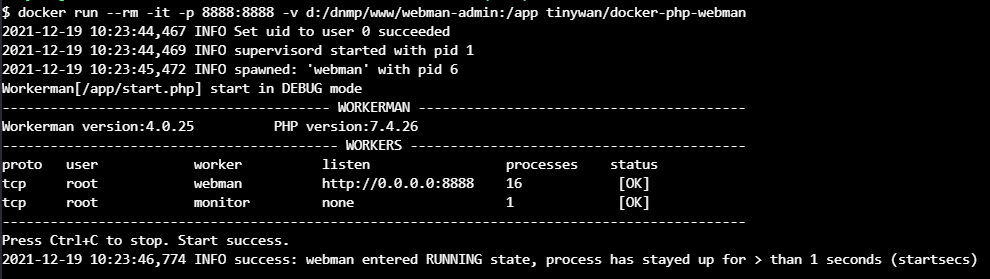 $ docker run --rm -it -p 8888:8888 -v d:/dnmp/www/webman-admin:/app tinywan/docker-php-webman
2021-12-19 10:23:44,467 INFO Set uid to user 0 succeeded
2021-12-19 10:23:44,469 INFO supervisord started with pid 1
2021-12-19 10:23:45,472 INFO spawned: 'webman' with pid 6
Workerman[/app/start.php] start in DEBUG mode
----------------------------------------- WORKERMAN -----------------------------------------
Workerman version:4.0.25          PHP version:7.4.26
------------------------------------------ WORKERS ------------------------------------------
proto   user            worker          listen                 processes    status
tcp     root            webman          http://0.0.0.0:8888    16            [OK]
tcp     root            monitor         none                   1             [OK]
---------------------------------------------------------------------------------------------
Press Ctrl+C to stop. Start success.
2021-12-19 10:23:46,774 INFO success: webman entered RUNNING state, process has stayed up for > than 1 seconds (startsecs)